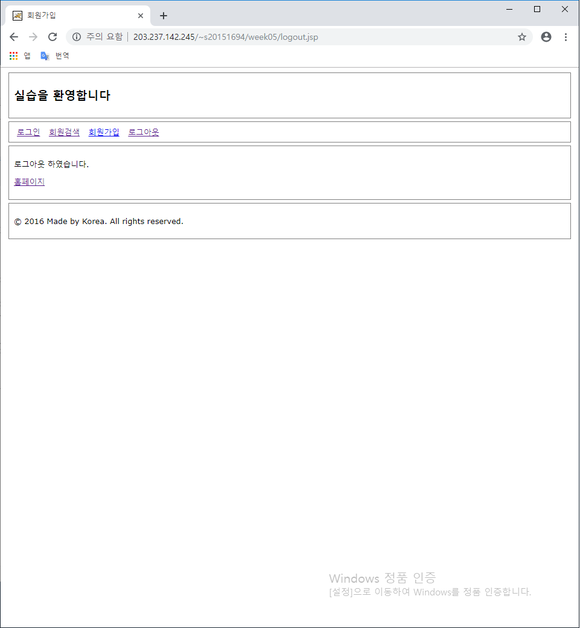 회원가입
주의 요함 | 203.237.142.245/~s20151694/week05/logout.jsp
앱 번역
실습을 환영합니다
로그인 회원검색 회원가입 로그아웃
로그아웃 하였습니다.
홈페이지
© 2016 Made by Korea. All rights reserved.
Windows 정품 인증
[설정]으로 이동하여 Windows를 정품 인증합니다.